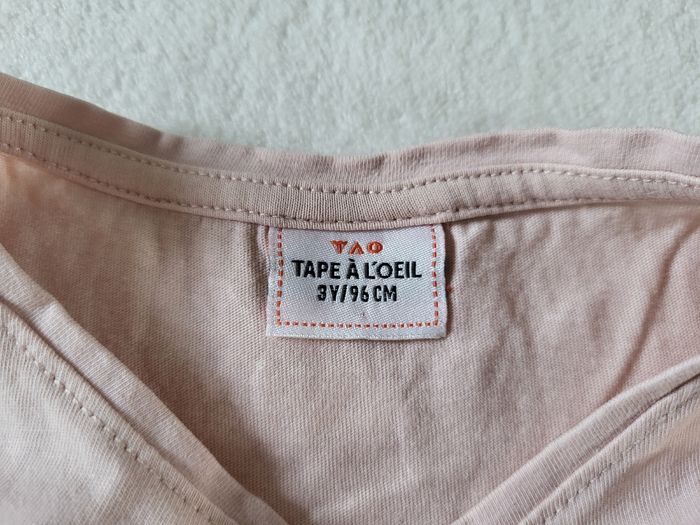 TAO
TAPE À L'OEIL
3Y/96CM